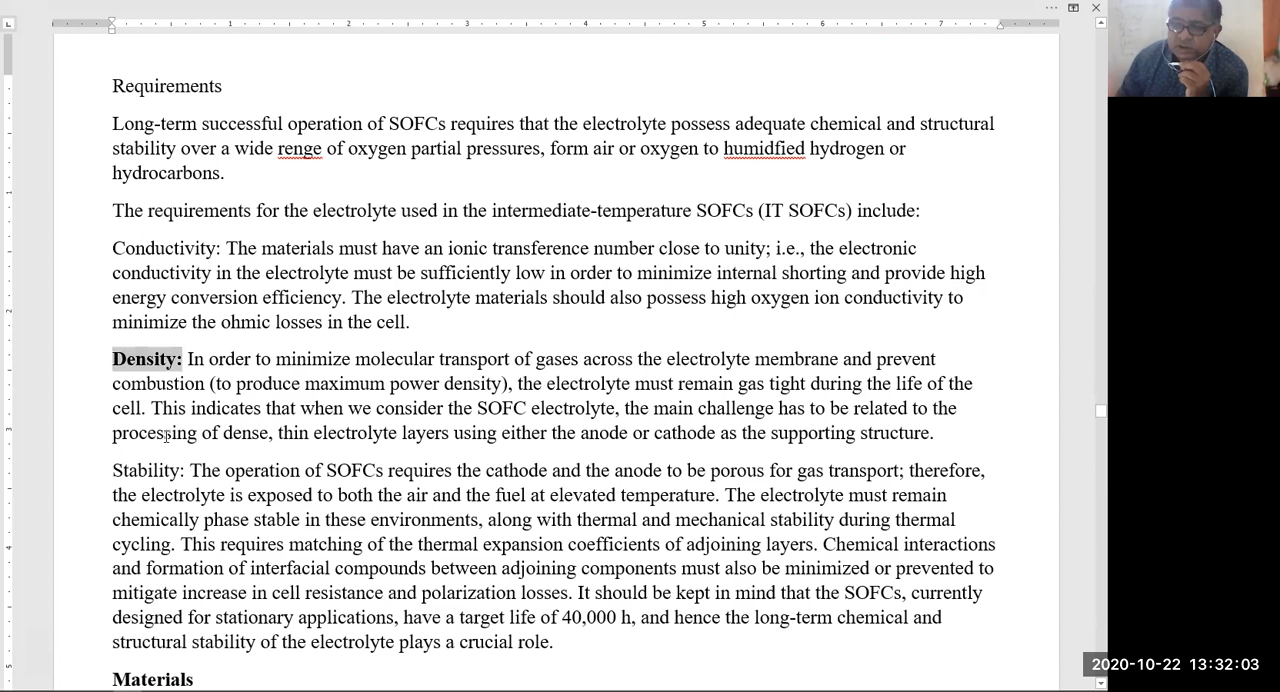 1 2 3 4 5 6 7
Requirements
Long-term successful operation of SOFCs requires that the electrolyte possess adequate chemical and structural
stability over a wide renge of oxygen partial pressures, form air or oxygen to humidfied hydrogen or
hydrocarbons.
The requirements for the electrolyte used in the intermediate-temperature SOFCs (IT SOFCs) include:
Conductivity: The materials must have an ionic transference number close to unity; i.e., the electronic
conductivity in the electrolyte must be sufficiently low in order to minimize internal shorting and provide high
energy conversion efficiency. The electrolyte materials should also possess high oxygen ion conductivity to
minimize the ohmic losses in the cell.
Density: In order to minimize molecular transport of gases across the electrolyte membrane and prevent
combustion (to produce maximum power density), the electrolyte must remain gas tight during the life of the
cell. This indicates that when we consider the SOFC electrolyte, the main challenge has to be related to the
processing of dense, thin electrolyte layers using either the anode or cathode as the supporting structure.
Stability: The operation of SOFCs requires the cathode and the anode to be porous for gas transport; therefore,
the electrolyte is exposed to both the air and the fuel at elevated temperature. The electrolyte must remain
chemically phase stable in these environments, along with thermal and mechanical stability during thermal
cycling. This requires matching of the thermal expansion coefficients of adjoining layers. Chemical interactions
and formation of interfacial compounds between adjoining components must also be minimized or prevented to
mitigate increase in cell resistance and polarization losses. It should be kept in mind that the SOFCs, currently
designed for stationary applications, have a target life of 40,000 h, and hence the long-term chemical and
structural stability of the electrolyte plays a crucial role.
Materials
2020-10-22 13:32:03